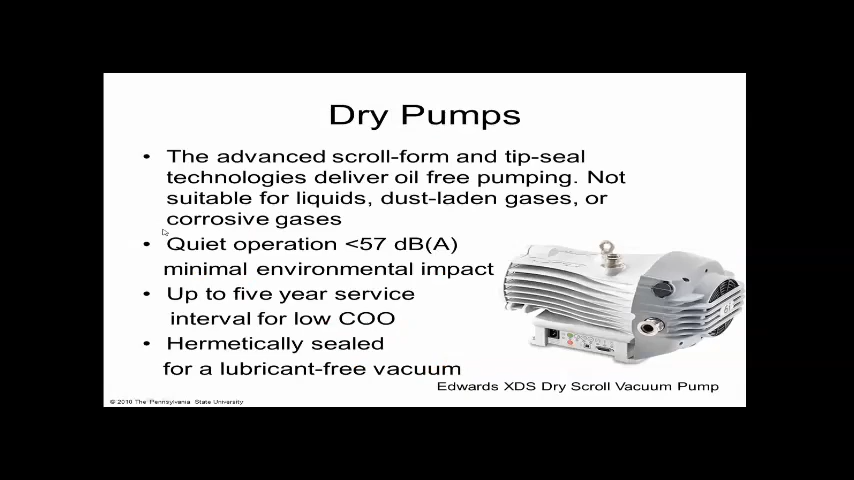 Dry Pumps
• The advanced scroll-form and tip-seal
technologies deliver oil free pumping. Not
suitable for liquids, dust-laden gases, or
corrosive gases
• Quiet operation <57 dB(A)
minimal environmental impact
• Up to five year service
interval for low COO
• Hermetically sealed
for a lubricant-free vacuum
Edwards XDS Dry Scroll Vacuum Pump
© 2010 The Pennsylvania State University